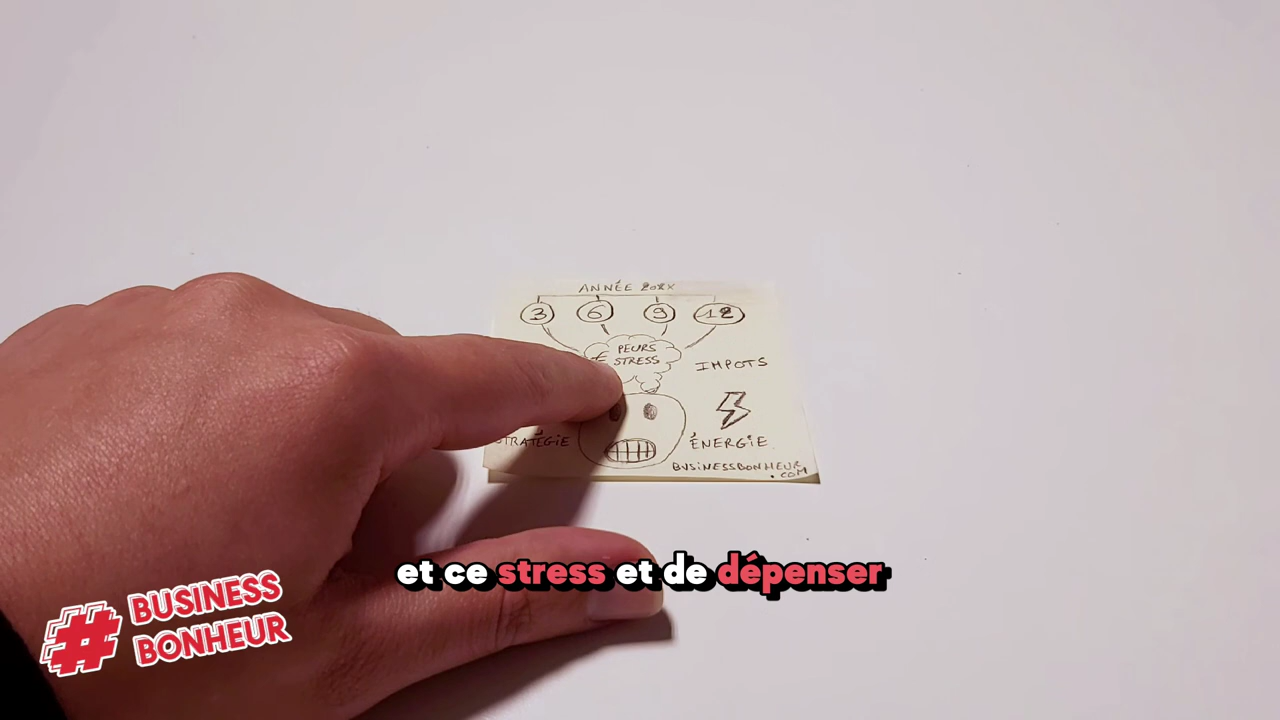 ANNÉE 202X
3 6 9 12
€ PEURS
STRESS
IMPOTS
STRATÉGIE
ÉNERGIE
BUSINESSBONHEUR
.COM
et ce stress et de dépenser
# BUSINESS
BONHEUR